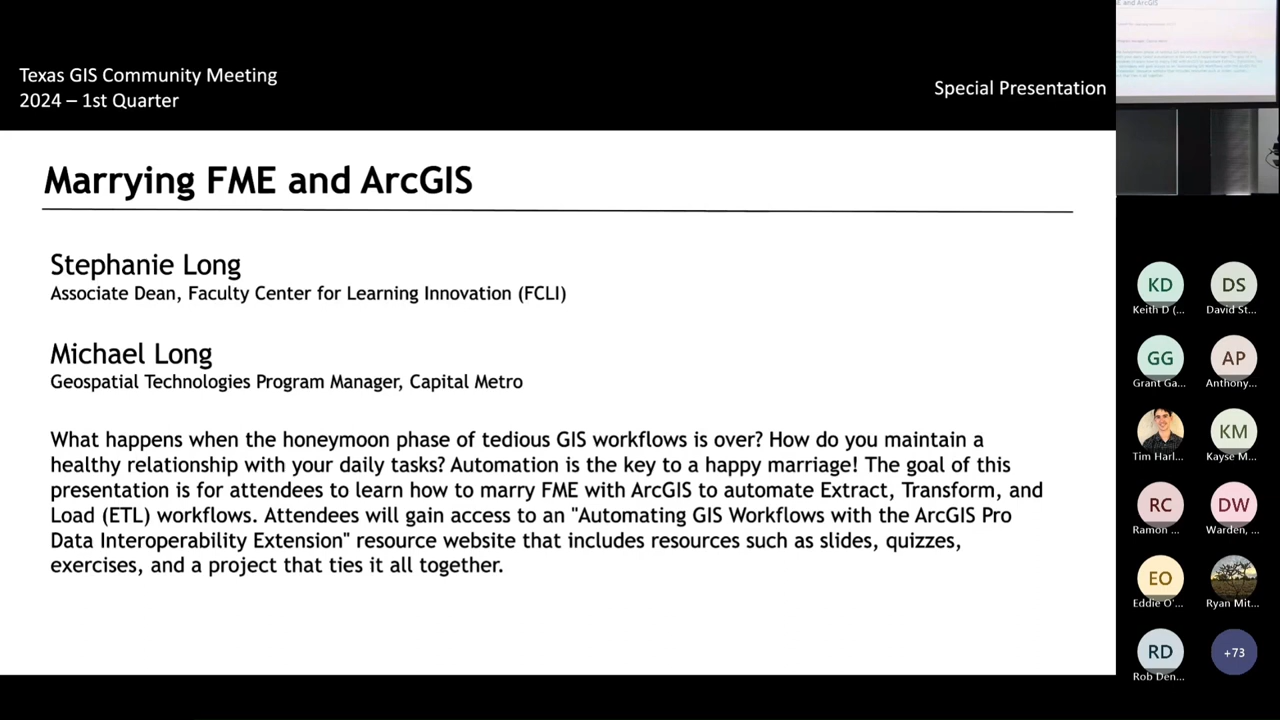 Texas GIS Community Meeting
2024 – 1st Quarter
Special Presentation
Marrying FME and ArcGIS
Stephanie Long
Associate Dean, Faculty Center for Learning Innovation (FCLI)
Michael Long
Geospatial Technologies Program Manager, Capital Metro
What happens when the honeymoon phase of tedious GIS workflows is over? How do you maintain a
healthy relationship with your daily tasks? Automation is the key to a happy marriage! The goal of this
presentation is for attendees to learn how to marry FME with ArcGIS to automate Extract, Transform, and
Load (ETL) workflows. Attendees will gain access to an "Automating GIS Workflows with the ArcGIS Pro
Data Interoperability Extension" resource website that includes resources such as slides, quizzes,
exercises, and a project that ties it all together.
E and ArcGIS
KD
DS
Keith D (...
David St...
GG
AP
Grant Ga...
Anthony...
KM
Tim Harl...
Kayse M...
RC
DW
Ramon ...
Warden, ...
EO
Eddie O'...
Ryan Mit...
RD
+73
Rob Den...